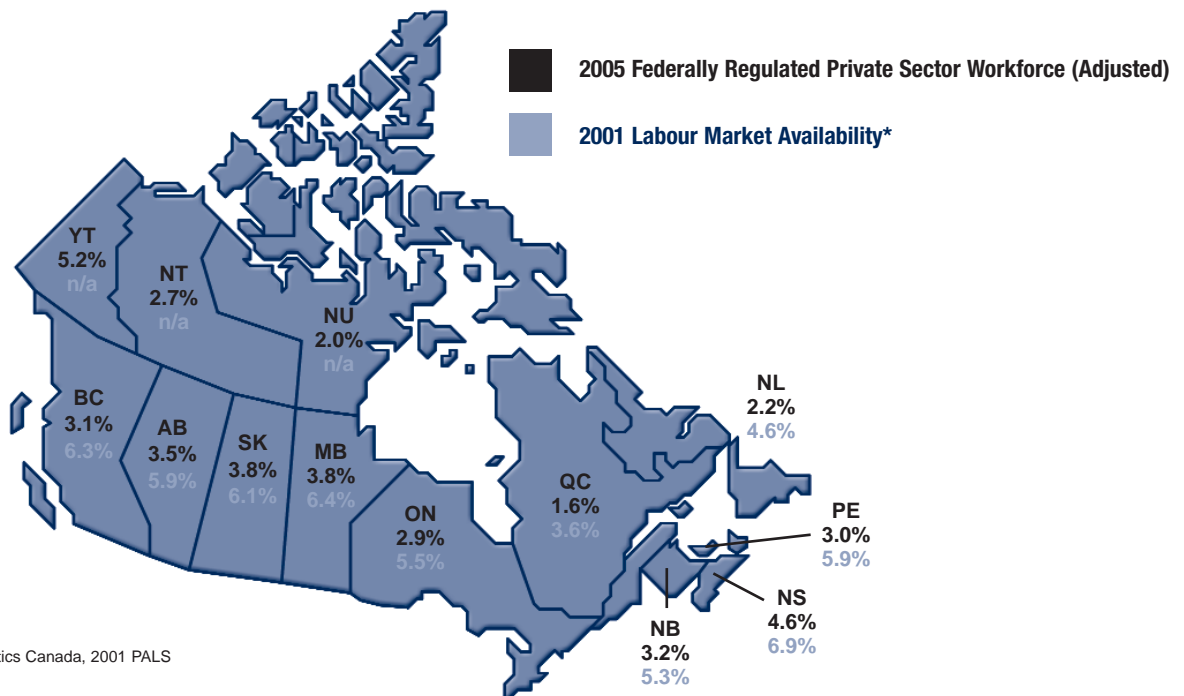 2005 Federally Regulated Private Sector Workforce (Adjusted)
2001 Labour Market Availability*
YT
5.2%
n/a
NT
2.7%
n/a
NU
2.0%
n/a
BC
3.1%
6.3%
AB
3.5%
5.9%
SK
3.8%
6.1%
MB
3.8%
6.4%
ON
2.9%
5.5%
QC
1.6%
3.6%
NL
2.2%
4.6%
PE
3.0%
5.9%
NS
4.6%
6.9%
NB
3.2%
5.3%
tics Canada, 2001 PALS